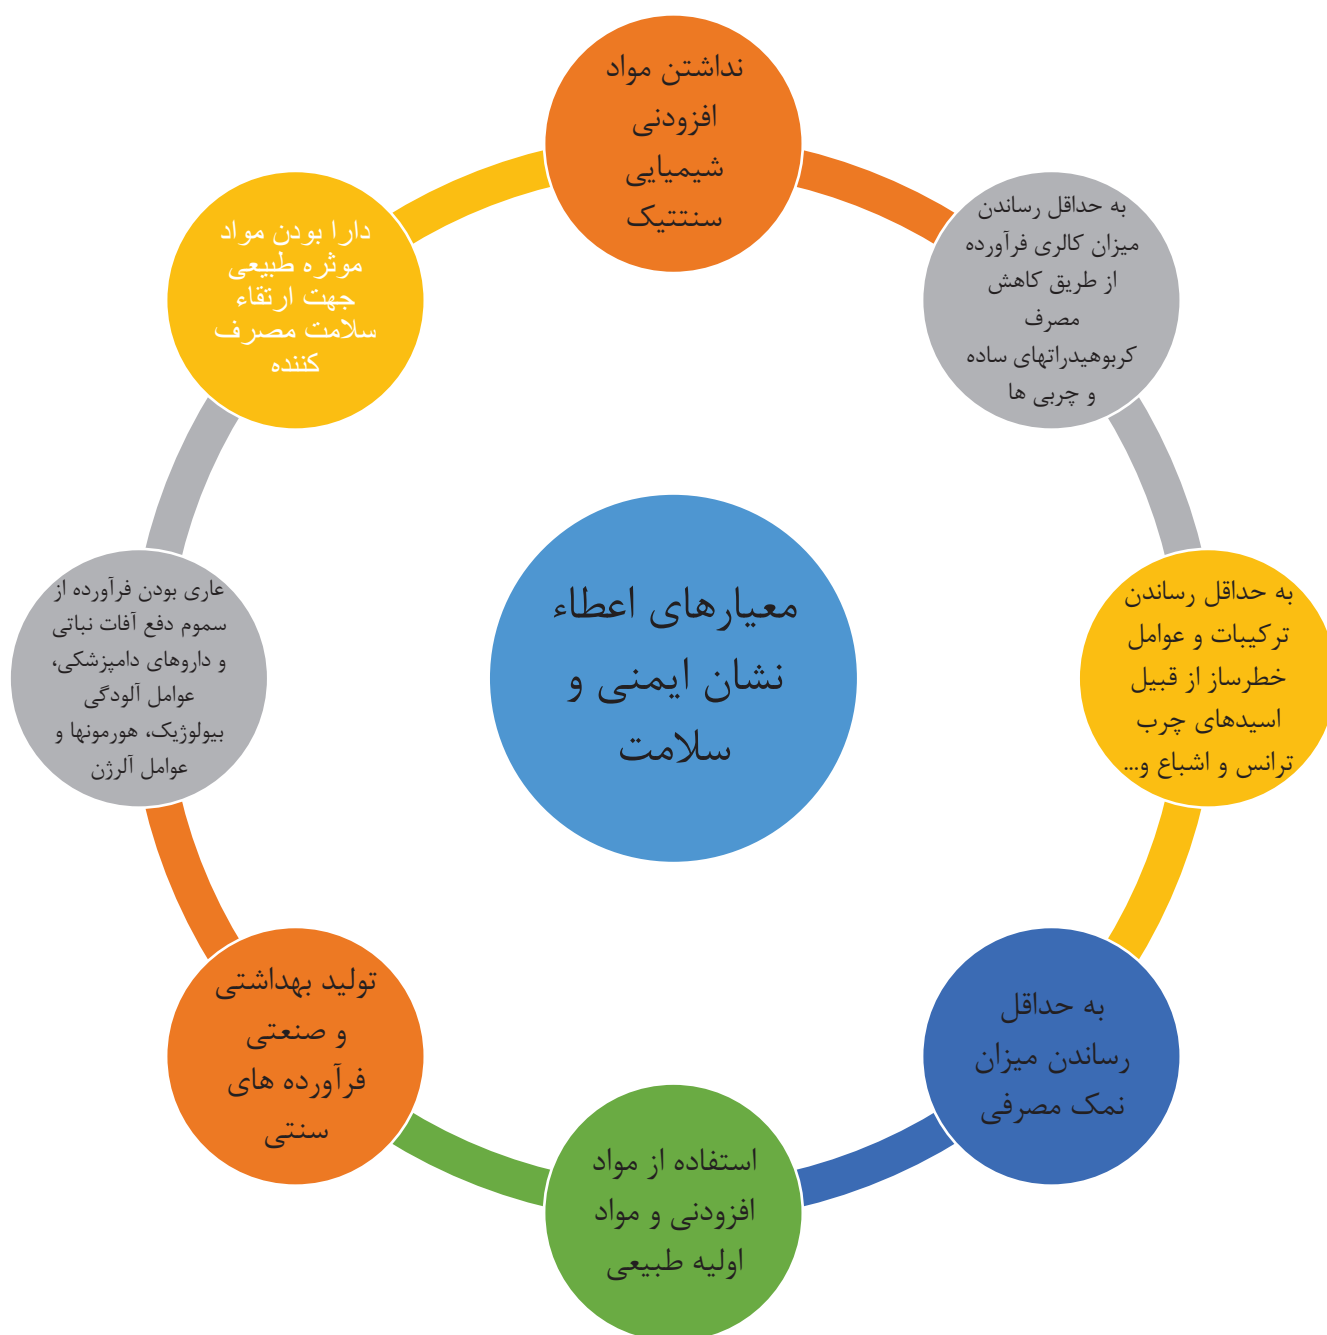 نداشتن مواد
افزودنی
شیمیایی
سنتتیک
به حداقل رساندن
میزان کالری فرآورده
از طریق کاهش
مصرف
کربوهیدراتهای ساده
و چربی ها
به حداقل رساندن
ترکیبات و عوامل
خطرساز از قبیل
اسیدهای چرب
ترانس و اشباع و...
به حداقل
رساندن میزان
نمک مصرفی
استفاده از مواد
افزودنی و مواد
اولیه طبیعی
تولید بهداشتی
و صنعتی
فرآورده های
سنتی
عاری بودن فرآورده از
سموم دفع آفات نباتی
و داروهای دامپزشکی،
عوامل آلودگی
بیولوژیک، هورمونها و
عوامل آلرژن
دارا بودن مواد
موثره طبیعی
جهت ارتقاء
سلامت مصرف
کننده
معیارهای اعطاء
نشان ایمنی و
سلامت